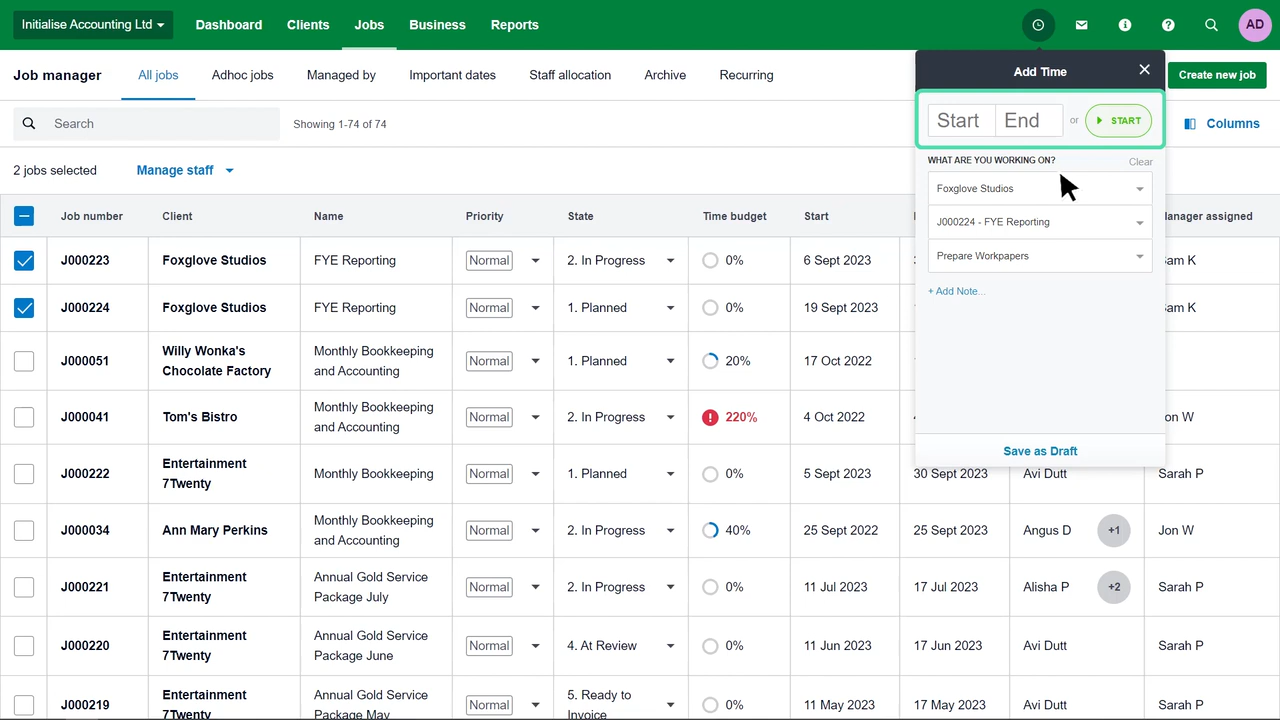 Initialise Accounting Ltd
Dashboard
Clients
Jobs
Business
Reports
AD
Job manager
All jobs
Adhoc jobs
Managed by
Important dates
Staff allocation
Archive
Recurring
Add Time
Create new job
Search
Showing 1-74 of 74
Start
End
or
START
Columns
2 jobs selected
Manage staff
WHAT ARE YOU WORKING ON?
Clear
Foxglove Studios
J000224 - FYE Reporting
Prepare Workpapers
+ Add Note...
Save as Draft
Job number
Client
Name
Priority
State
Time budget
Start
assigned
J000223
Foxglove Studios
FYE Reporting
Normal
2. In Progress
0%
6 Sept 2023
K
J000224
Foxglove Studios
FYE Reporting
Normal
1. Planned
0%
19 Sept 2023
K
J000051
Willy Wonka's
Chocolate Factory
Monthly Bookkeeping
and Accounting
Normal
1. Planned
20%
17 Oct 2022
J000041
Tom's Bistro
Monthly Bookkeeping
and Accounting
Normal
2. In Progress
220%
4 Oct 2022
W
J000222
Entertainment
7Twenty
Monthly Bookkeeping
Normal
1. Planned
0%
5 Sept 2023
30 Sept 2023
Avi Dutt
Sarah P
J000034
Ann Mary Perkins
Monthly Bookkeeping
and Accounting
Normal
2. In Progress
40%
25 Sept 2022
25 Sept 2023
Angus D
+1
Jon W
J000221
Entertainment
7Twenty
Annual Gold Service
Package July
Normal
2. In Progress
0%
11 Jul 2023
17 Jul 2023
Alisha P
+2
Sarah P
J000220
Entertainment
7Twenty
Annual Gold Service
Package June
Normal
4. At Review
0%
11 Jun 2023
17 Jun 2023
Avi Dutt
Sarah P
J000219
Entertainment
7Twenty
Annual Gold Service
Package May
Normal
5. Ready to
Invoice
0%
11 May 2023
17 May 2023
Avi Dutt
Sarah P